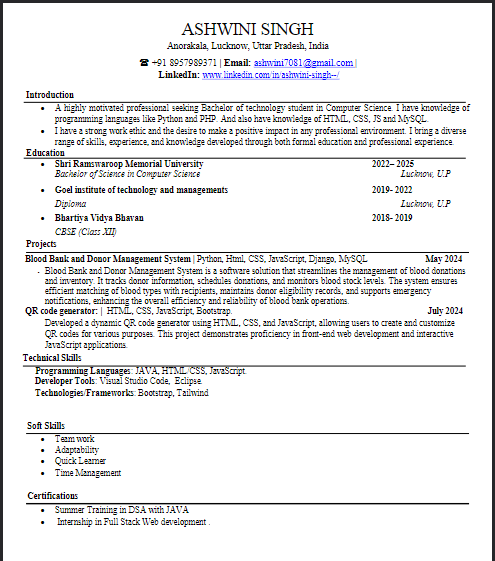 ASHWINI SINGH
Anorakala, Lucknow, Uttar Pradesh, India
☎ +91 8957989371 | Email: ashwini7081@gmail.com |
LinkedIn: www.linkedin.com/in/ashwini-singh--/
Introduction
• A highly motivated professional seeking Bachelor of technology student in Computer Science. I have knowledge of
programming languages like Python and PHP. And also have knowledge of HTML, CSS, JS and MySQL.
• I have a strong work ethic and the desire to make a positive impact in any professional environment. I bring a diverse
range of skills, experience, and knowledge developed through both formal education and professional experience.
Education
• Shri Ramswaroop Memorial University 2022– 2025
Bachelor of Science in Computer Science Lucknow, U.P
• Goel institute of technology and managements 2019- 2022
Diploma Lucknow, U.P
• Bhartiya Vidya Bhavan 2018- 2019
CBSE (Class XII)
Projects
Blood Bank and Donor Management System | Python, Html, CSS, JavaScript, Django, MySQL May 2024
· Blood Bank and Donor Management System is a software solution that streamlines the management of blood donations
and inventory. It tracks donor information, schedules donations, and monitors blood stock levels. The system ensures
efficient matching of blood types with recipients, maintains donor eligibility records, and supports emergency
notifications, enhancing the overall efficiency and reliability of blood bank operations.
QR code generator: | HTML, CSS, JavaScript, Bootstrap. July 2024
Developed a dynamic QR code generator using HTML, CSS, and JavaScript, allowing users to create and customize
QR codes for various purposes. This project demonstrates proficiency in front-end web development and interactive
JavaScript applications.
Technical Skills
Programming Languages: JAVA, HTML/CSS, JavaScript.
Developer Tools: Visual Studio Code, Eclipse.
Technologies/Frameworks: Bootstrap, Tailwind
Soft Skills
• Team work
• Adaptability
• Quick Learner
• Time Management
Certifications
• Summer Training in DSA with JAVA
• Internship in Full Stack Web development .